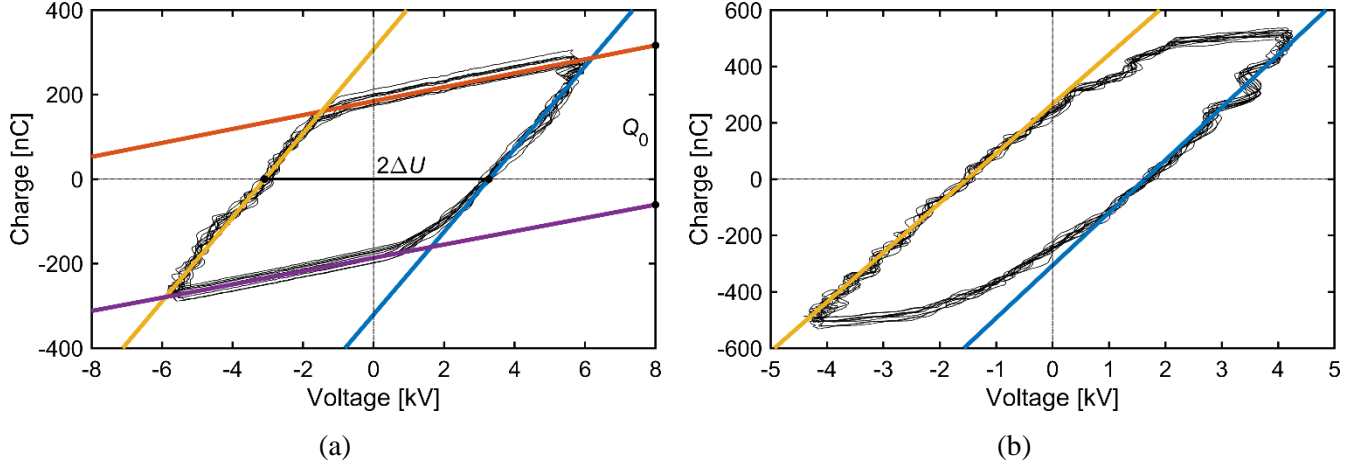 400
200
0
-200
-400
-8 -6 -4 -2 0 2 4 6 8
Charge [nC]
Voltage [kV]
2ΔU
Q0
(a)
600
400
200
0
-200
-400
-600
-5 -4 -3 -2 -1 0 1 2 3 4 5
Charge [nC]
Voltage [kV]
(b)